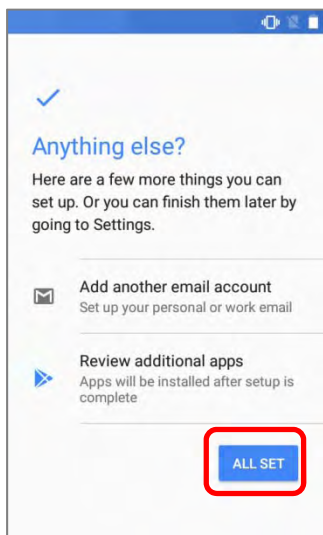 Anything else?
Here are a few more things you can
set up. Or you can finish them later by
going to Settings.
Add another email account
Set up your personal or work email
Review additional apps
Apps will be installed after setup is
complete
ALL SET